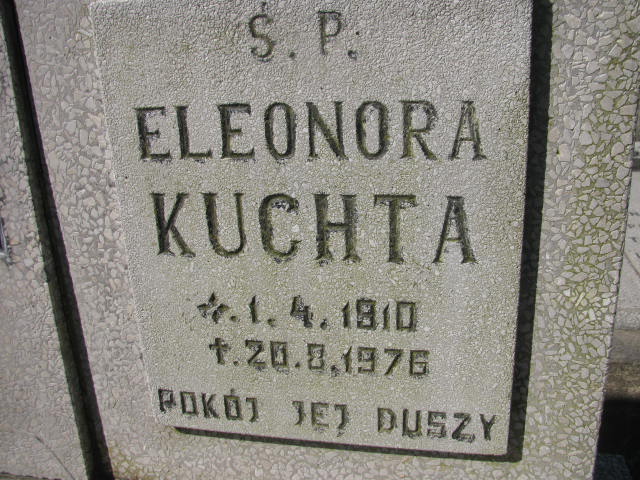 Ś. P.
ELEONORA
KUCHTA
*. 1. 4. 1910
†. 20. 8. 1976
POKÓJ JEJ DUSZY